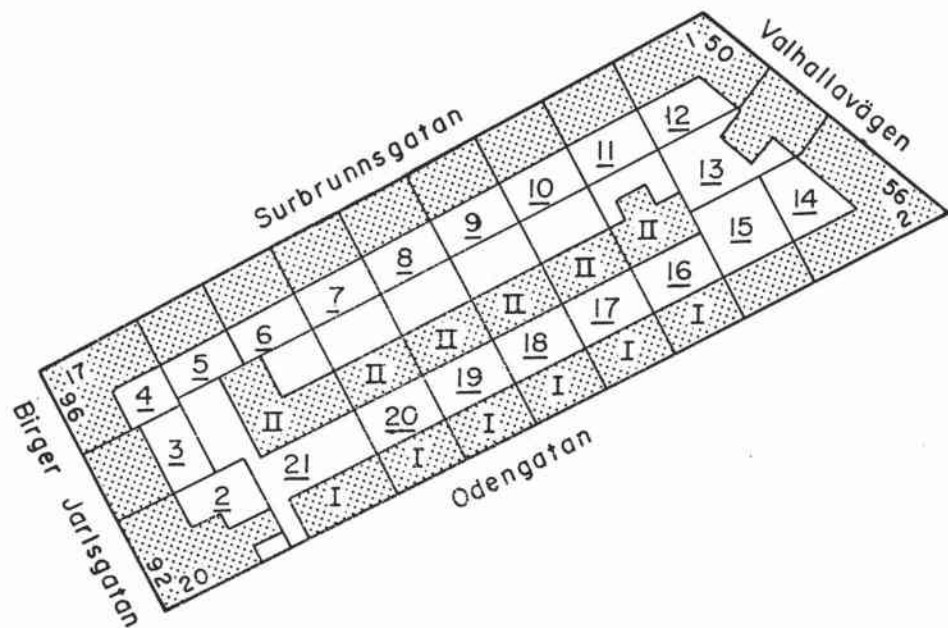 1 50
Valhallavägen
Surbrunnsgatan
12
11
13
10
9
56
14
2
II
15
8
II
16
7
II
17
I
6
II
18
I
17
5
II
19
I
96
4
II
20
I
3
II
21
I
Odengatan
2
I
I
Birger Jarlsgatan
92 20